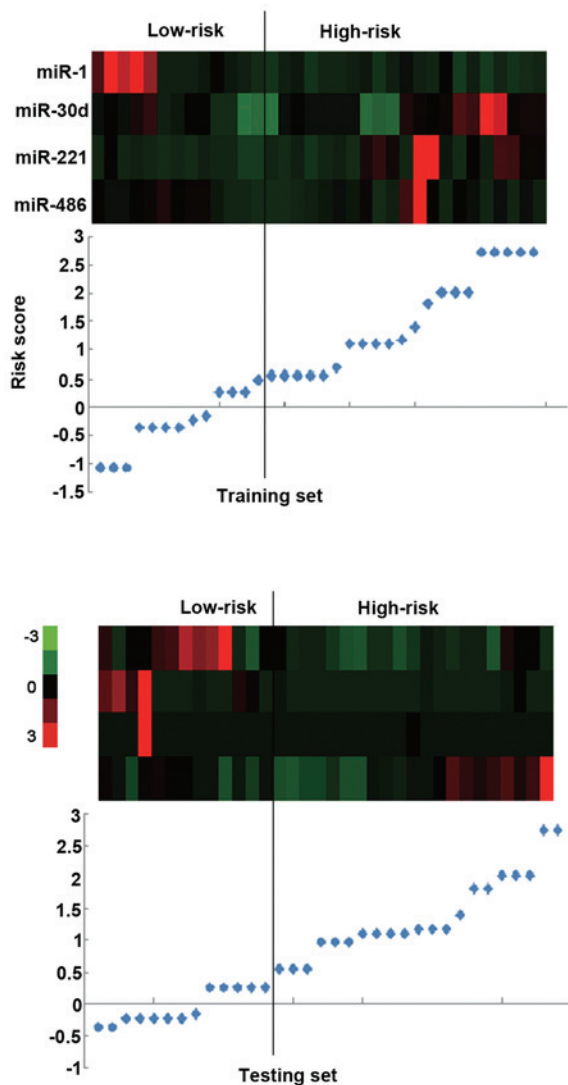 Low-risk High-risk
miR-1
miR-30d
miR-221
miR-486
3
2.5
2
1.5
1
0.5
0
-0.5
-1
-1.5
Risk score
Training set
Low-risk High-risk
-3
0
3
3
2.5
2
1.5
1
0.5
0
-0.5
-1
Testing set